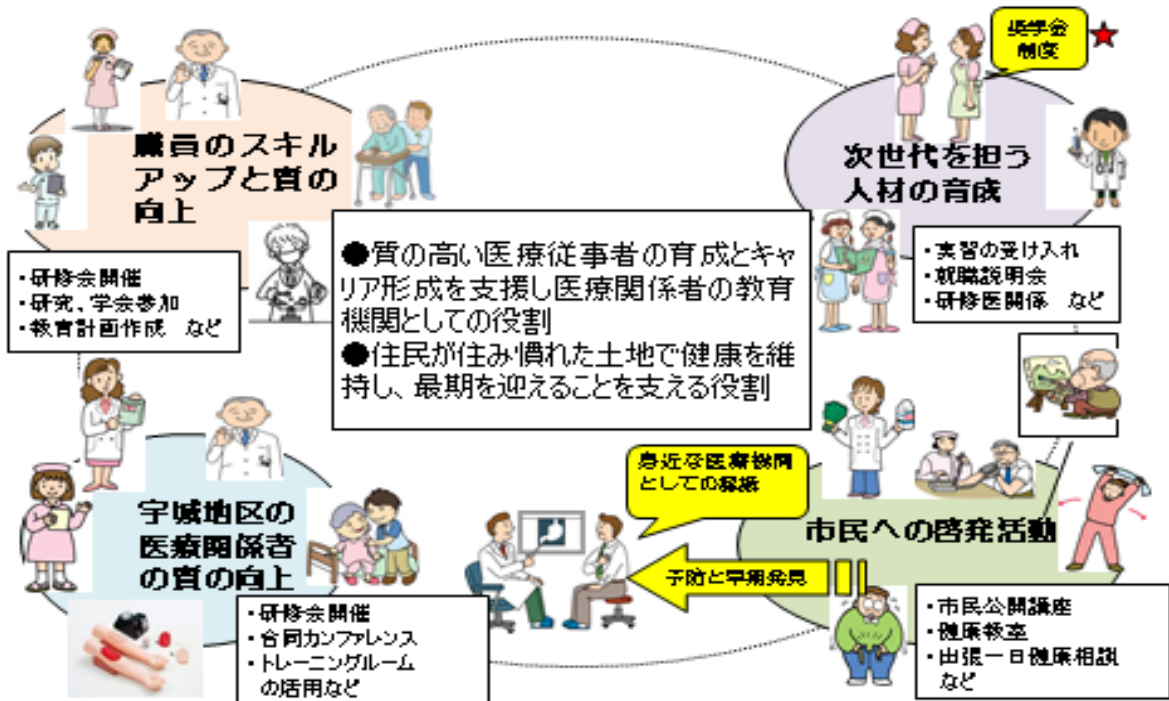 奨学金
制度
職員のスキル
アップと質の
向上
次世代を担う
人材の育成
・研修会開催
・研究、学会参加
・教育計画作成 など
●質の高い医療従事者の育成とキャ
リア形成を支援し医療関係者の教育
機関としての役割
●住民が住み慣れた土地で健康を維
持し、最期を迎えることを支える役割
・実習の受け入れ
・就職説明会
・研修医関係 など
宇城地区の
医療関係者
の質の向上
・研修会開催
・合同カンファレンス
・トレーニングルーム
の活用など
身近な医療機関
としての
予防と早期発見
市民への啓発活動
・市民公開講座
・健康教室
・出張一日健康相談
など